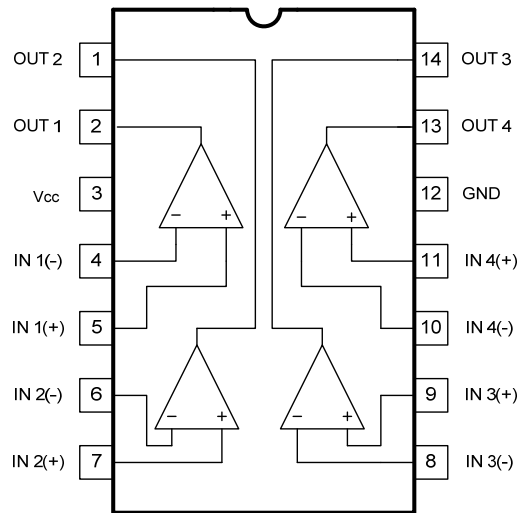 OUT 2 1 14 OUT 3
OUT 1 2 13 OUT 4
Vcc 3 12 GND
- + - +
IN 1(-) 4 11 IN 4(+)
IN 1(+) 5 10 IN 4(-)
IN 2(-) 6 9 IN 3(+)
- + - +
IN 2(+) 7 8 IN 3(-)